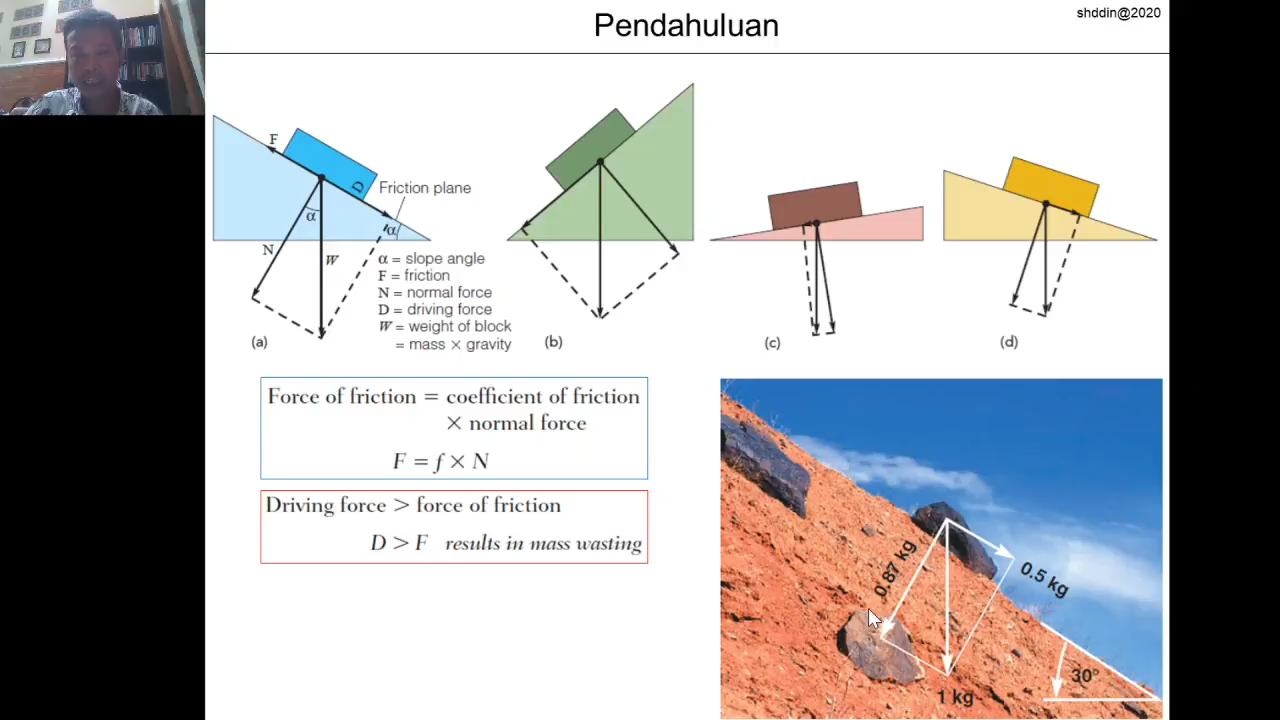 Pendahuluan
shddin@2020
F
D
Friction plane
α
α
N
W
α = slope angle
F = friction
N = normal force
D = driving force
W = weight of block
= mass × gravity
(a)
(b)
(c)
(d)
Force of friction = coefficient of friction
× normal force
F = f × N
Driving force > force of friction
D > F results in mass wasting
0.87 kg
0.5 kg
1 kg
30°